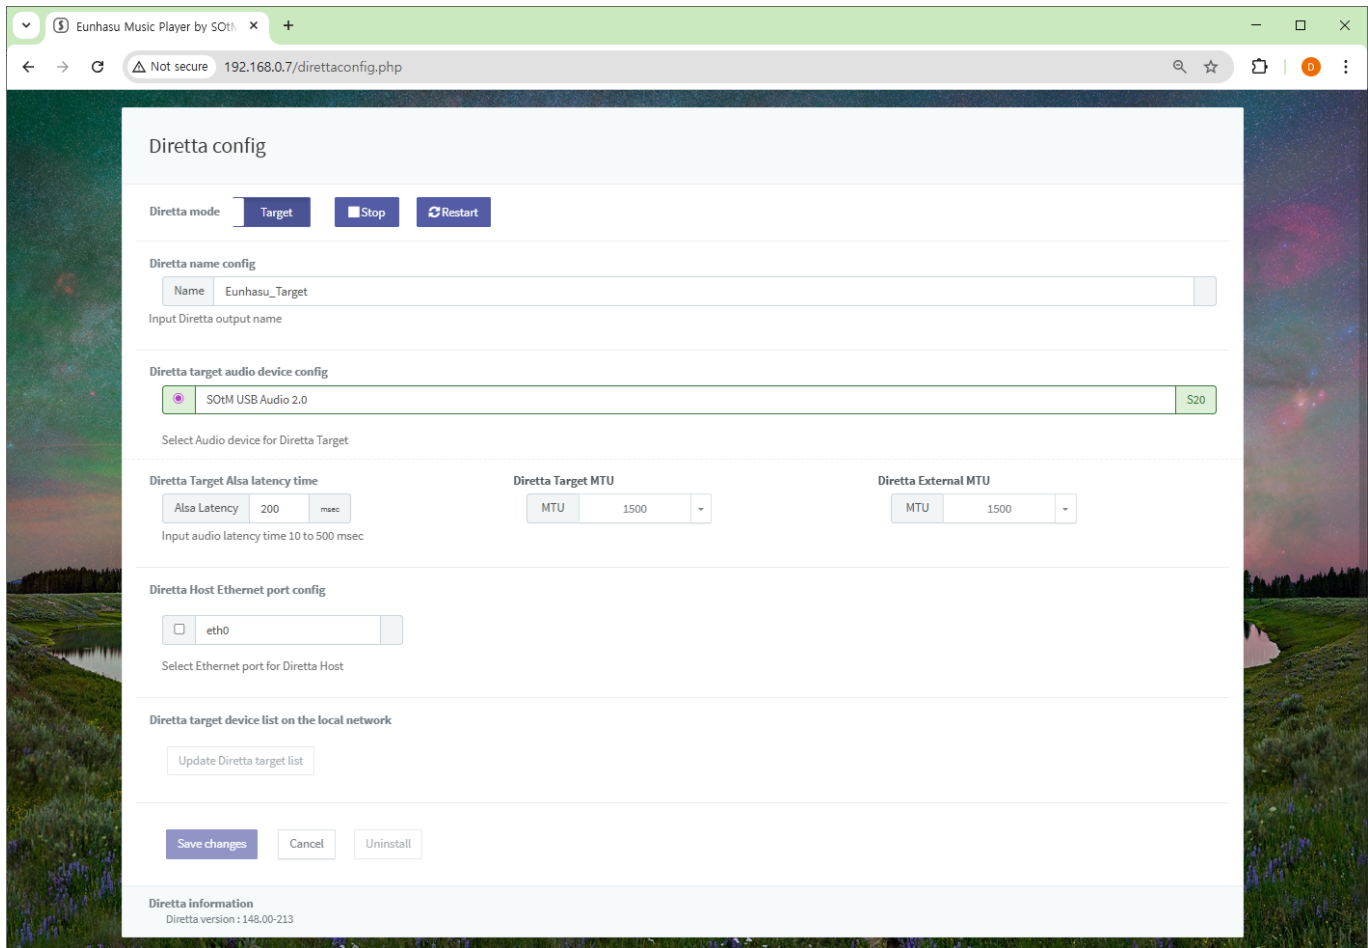 Eunhasu Music Player by SOtM
Not secure 192.168.0.7/direttaconfig.php
D
Diretta config
Diretta mode Target Stop Restart
Diretta name config
Name Eunhasu_Target
Input Diretta output name
Diretta target audio device config
SOtM USB Audio 2.0 S20
Select Audio device for Diretta Target
Diretta Target Alsa latency time Diretta Target MTU Diretta External MTU
Alsa Latency 200 msec MTU 1500 MTU 1500
Input audio latency time 10 to 500 msec
Diretta Host Ethernet port config
eth0
Select Ethernet port for Diretta Host
Diretta target device list on the local network
Update Diretta target list
Save changes Cancel Uninstall
Diretta information
Diretta version : 148.00-213